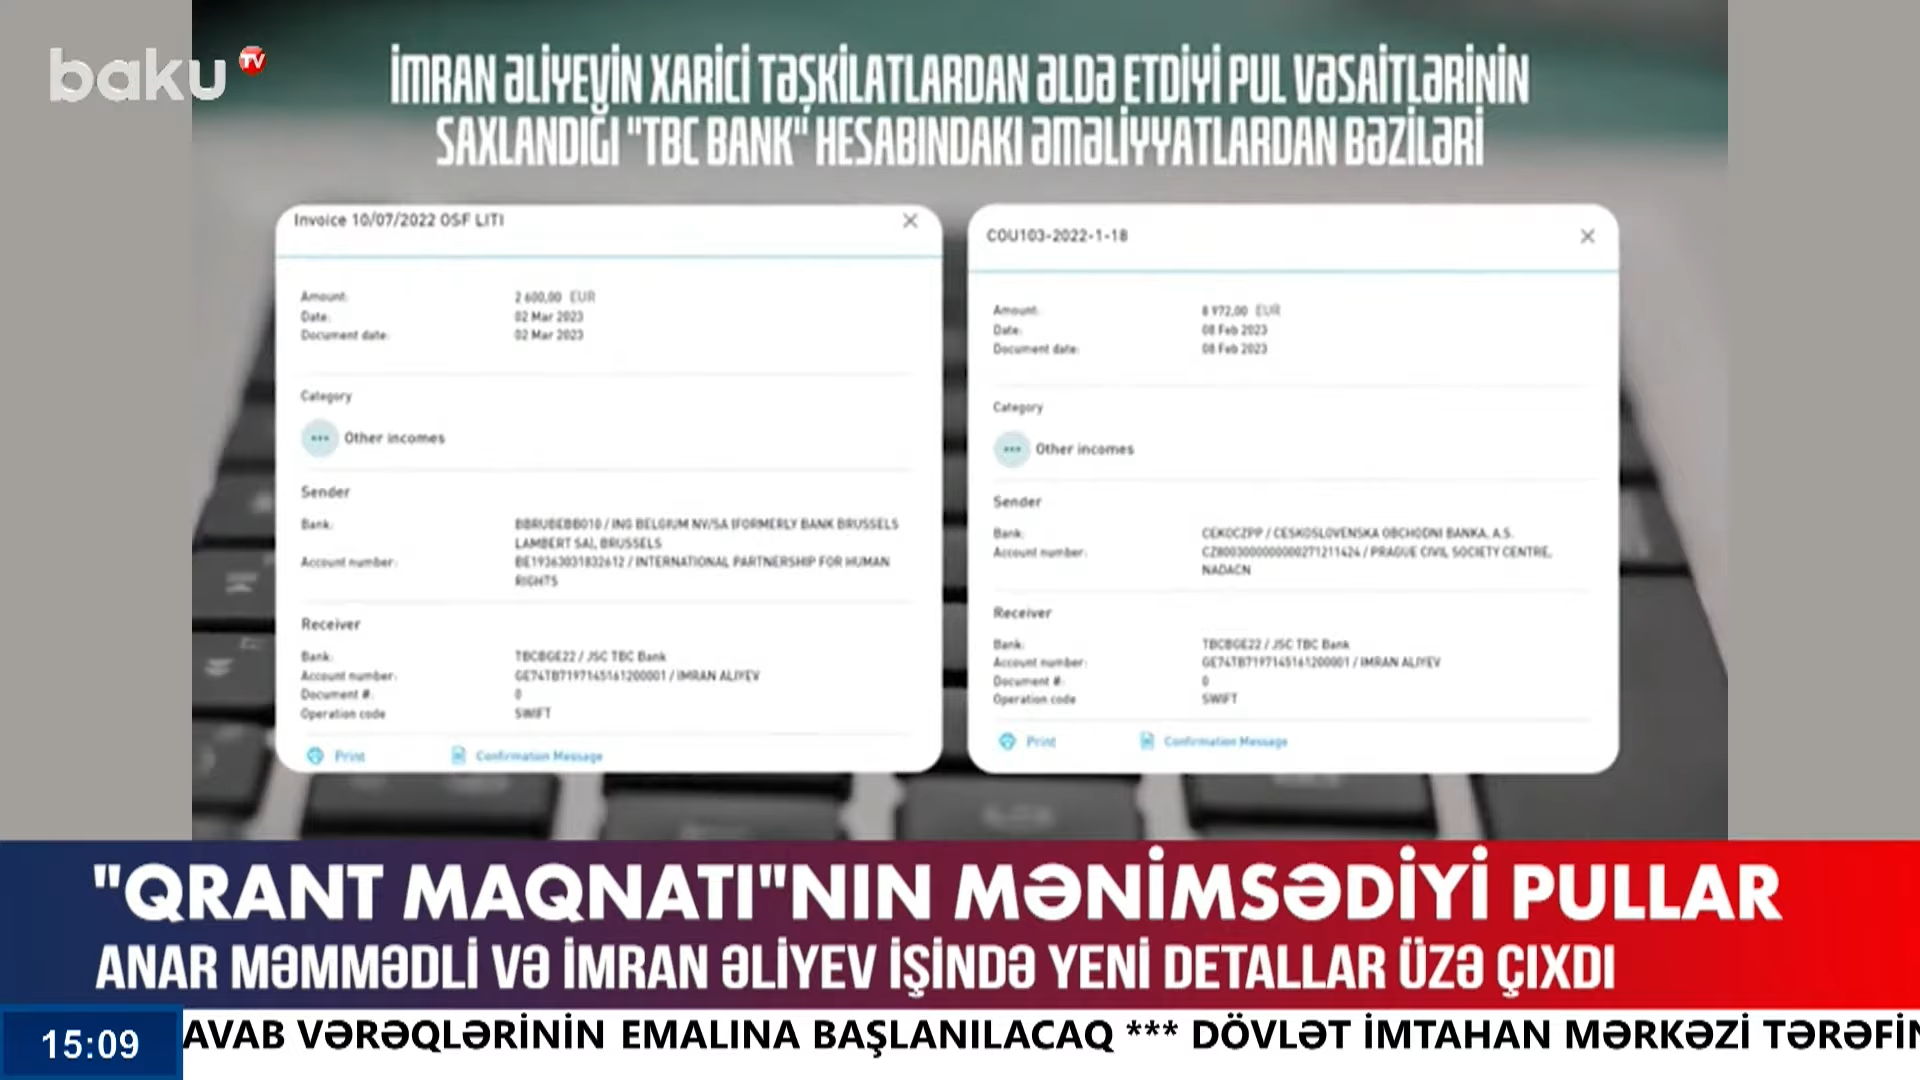 baku TV
İMRAN ƏLİYEVİN XARİCİ TƏŞKİLATLARDAN ƏLDƏ ETDİYİ PUL VƏSAİTLƏRİNİN
SAXLANDIĞI "TBC BANK" HESABINDAKI ƏMƏLİYYATLARDAN BƏZİLƏRİ
Invoice 10/07/2022 OSF LITI
Amount: 2 600,00 EUR
Date: 02 Mar 2023
Document date: 02 Mar 2023
Category
Other incomes
Sender
Bank: BBRUBEBB010 / ING BELGIUM NV/SA (FORMERLY BANK BRUSSELS
LAMBERT SA), BRUSSELS
Account number: BE19363031832612 / INTERNATIONAL PARTNERSHIP FOR HUMAN
RIGHTS
Receiver
Bank: TBCBGE22 / JSC TBC Bank
Account number: GE74TB7197145161200001 / IMRAN ALIYEV
Document #: 0
Operation code SWIFT
Print Confirmation Message
COU103-2022-1-18
Amount: 8 972,00 EUR
Date: 08 Feb 2023
Document date: 08 Feb 2023
Category
Other incomes
Sender
Bank: CEKOCZPP / CESKOSLOVENSKA OBCHODNI BANKA, A.S.
Account number: / PRAGUE CIVIL SOCIETY CENTRE,
NADACN
Receiver
Bank: TBCBGE22 / JSC TBC Bank
Account number: GE74TB7197145161200001 / IMRAN ALIYEV
Document #: 0
Operation code SWIFT
Print Confirmation Message
"QRANT MAQNATI"NIN MƏNİMSƏDİYİ PULLAR
ANAR MƏMMƏDLİ VƏ İMRAN ƏLİYEV İŞİNDƏ YENİ DETALLAR ÜZƏ ÇIXDI
15:09 AVAB VƏRƏQLƏRİNİN EMALINA BAŞLANILACAQ *** DÖVLƏT İMTAHAN MƏRKƏZİ TƏRƏFİN